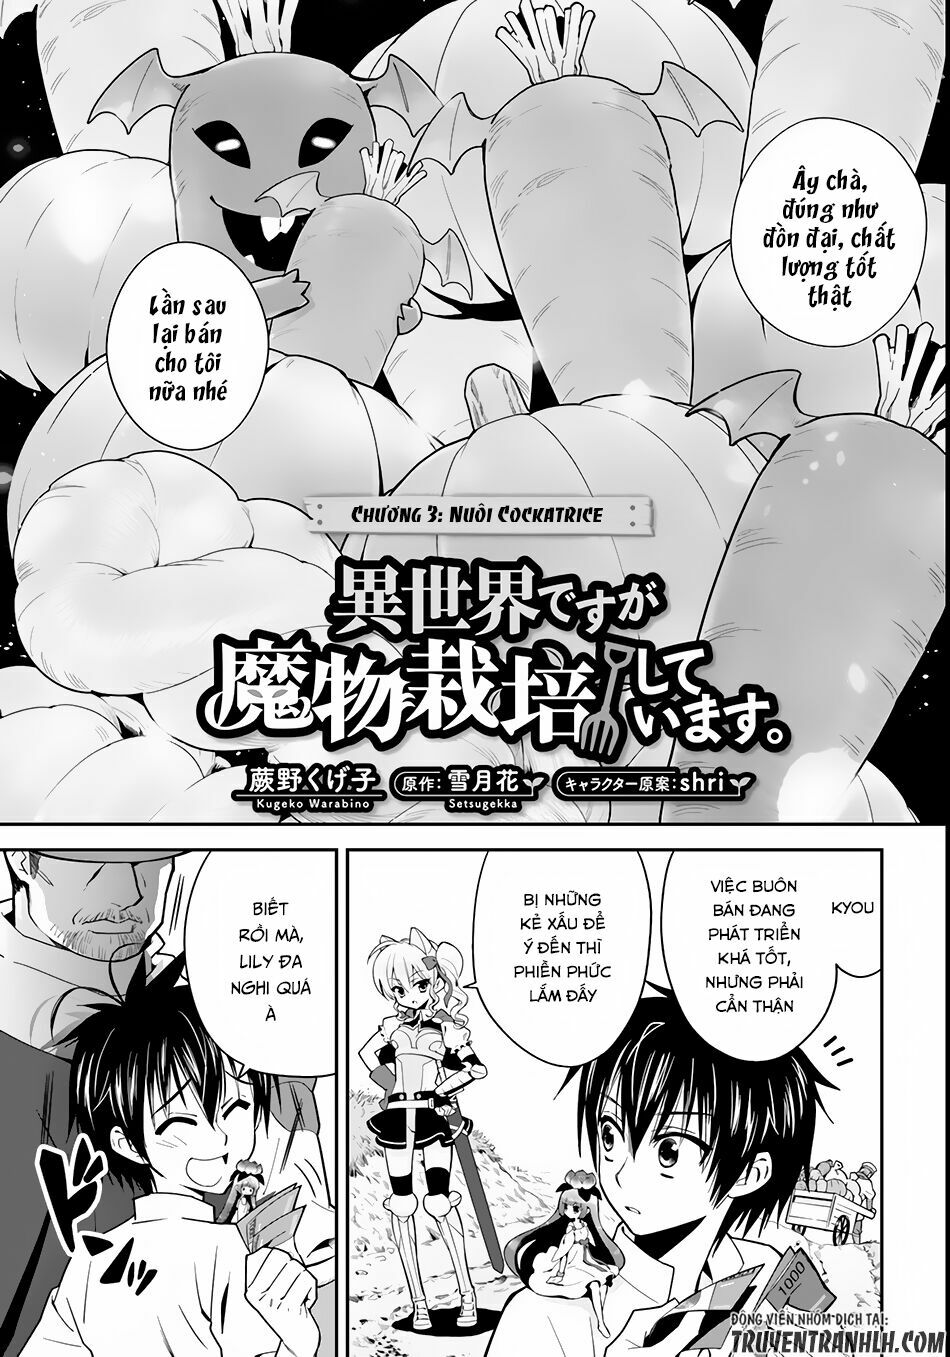 Ây chà,
đúng như
đồn đại, chất
lượng tốt
thật
Lần sau
lại bán
cho tôi
nữa nhé
CHƯƠNG 3: NUÔI COCKATRICE
異世界ですが
魔物栽培して
います。
蕨野くげ子 原作:雪月花 キャラクター原案:shri
Kugeko Warabino Setsugekka
KYOU
VIỆC BUÔN
BÁN ĐANG
PHÁT TRIỂN
KHÁ TỐT,
NHƯNG PHẢI
CẨN THẬN
BỊ NHỮNG
KẺ XẤU ĐỂ
Ý ĐẾN THÌ
PHIỀN PHỨC
LẮM ĐẤY
1000
BIẾT
RỒI MÀ,
LILY ĐA
NGHI QUÁ
À
ドンッ
ĐỘNG VIÊN NHÓM DỊCH TẠI:
TRUYENTRANHLH.COM